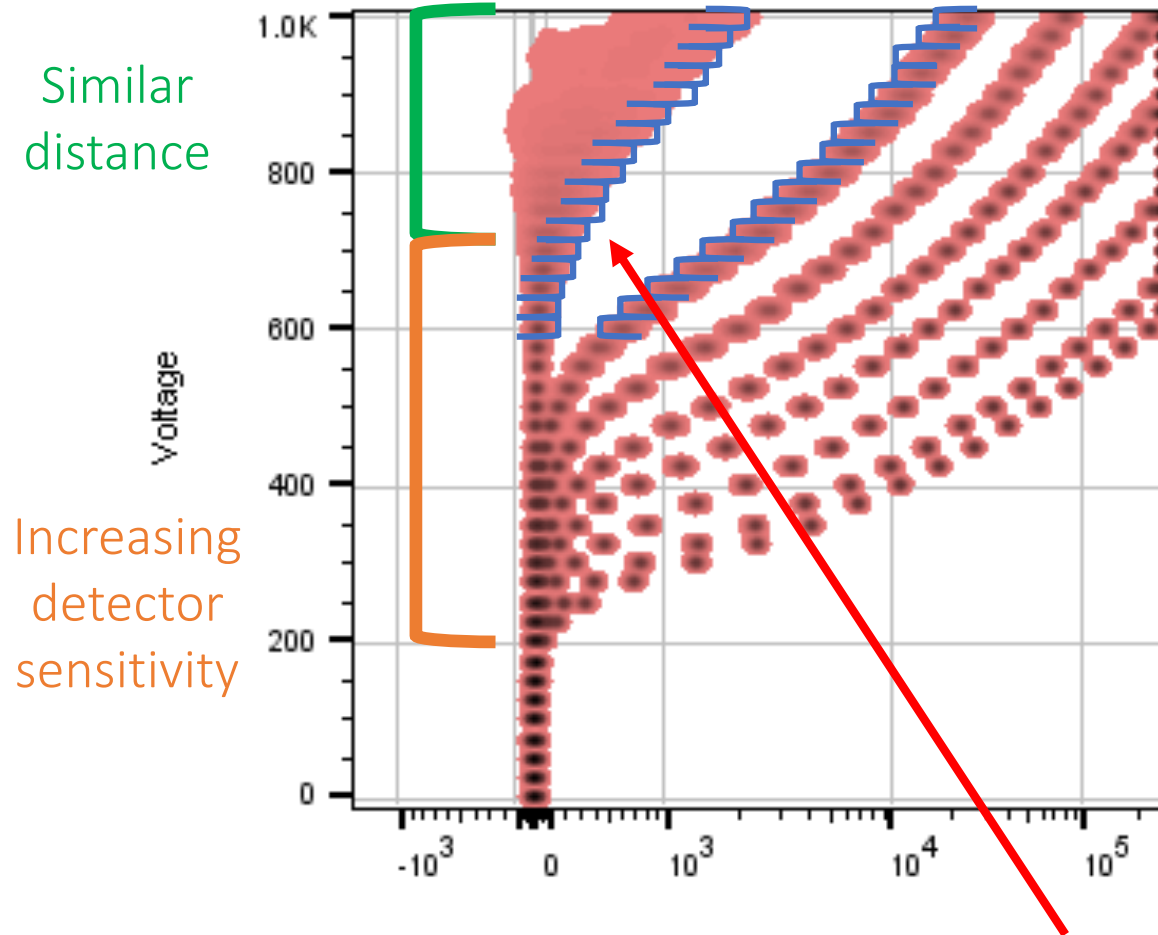 Similar
distance
Increasing
detector
sensitivity
Voltage
1.0K
800
600
400
200
0
-10³
0
10³
10⁴
10⁵